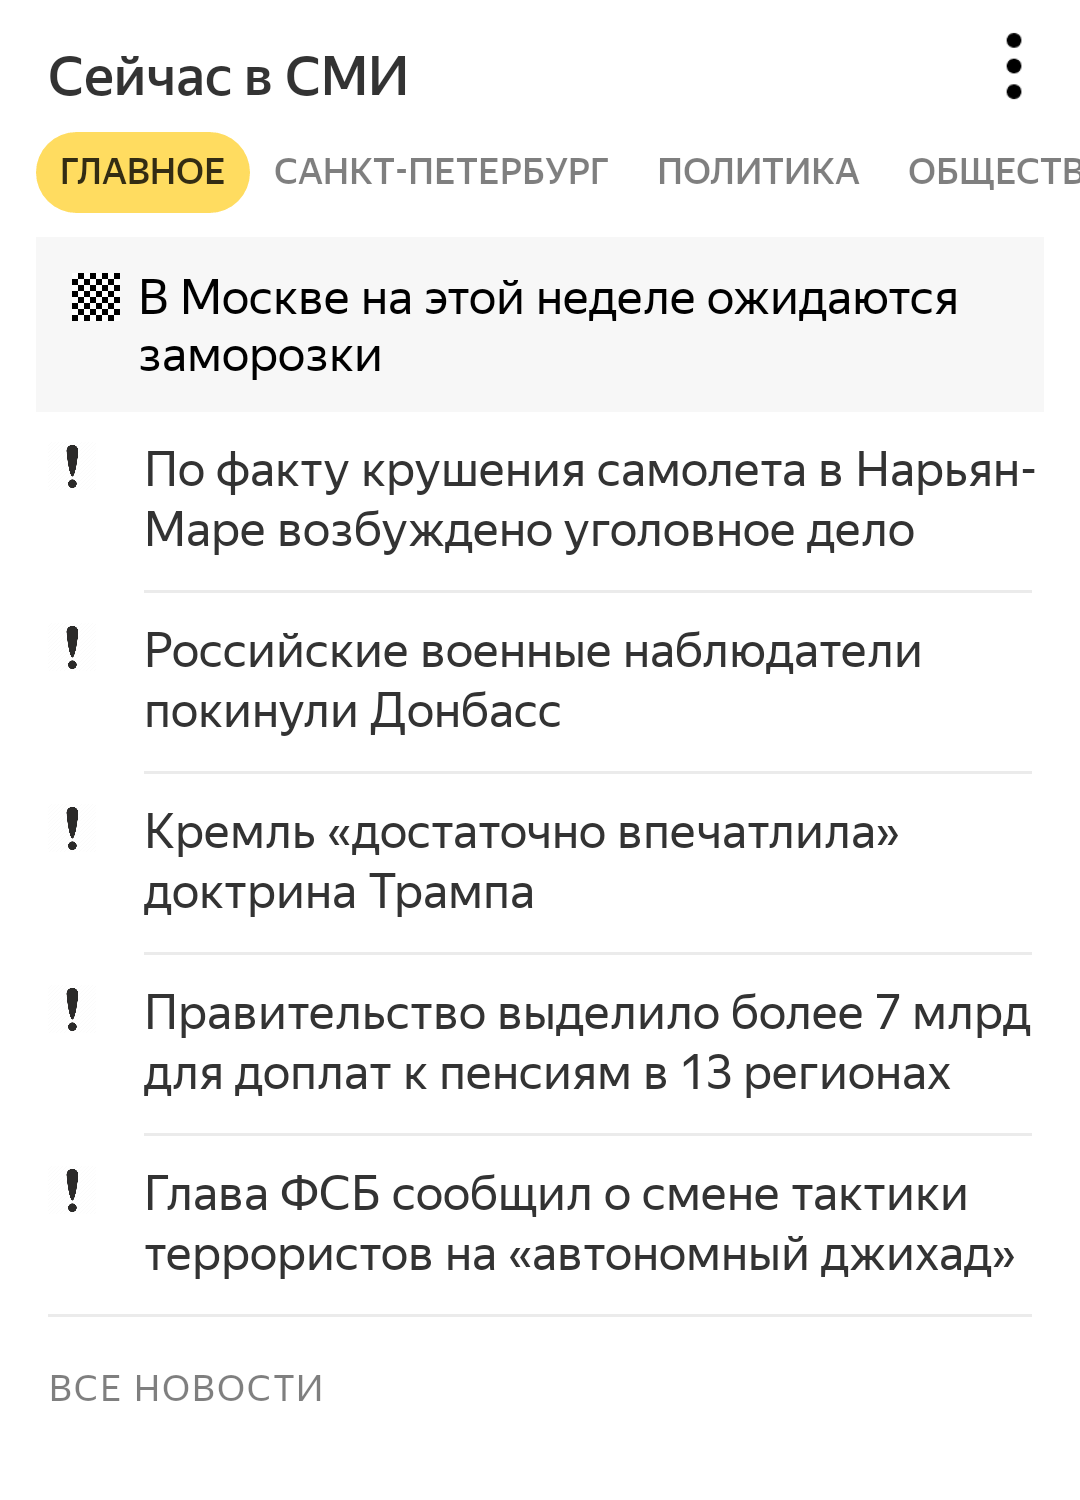 Сейчас в СМИ
ГЛАВНОЕ САНКТ-ПЕТЕРБУРГ ПОЛИТИКА ОБЩЕСТВ
В Москве на этой неделе ожидаются
заморозки
По факту крушения самолета в Нарьян-
Маре возбуждено уголовное дело
Российские военные наблюдатели
покинули Донбасс
Кремль «достаточно впечатлила»
доктрина Трампа
Правительство выделило более 7 млрд
для доплат к пенсиям в 13 регионах
Глава ФСБ сообщил о смене тактики
террористов на «автономный джихад»
ВСЕ НОВОСТИ